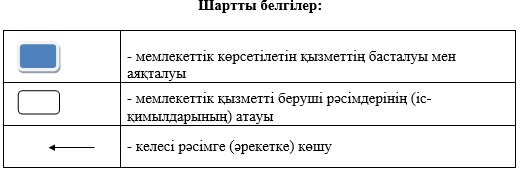 Шартты белгілер:
- мемлекеттік көрсетілетін қызметтің басталуы мен
аяқталуы
- мемлекеттік қызметті беруші рәсімдерінің (іс-
қимылдарының) атауы
- келесі рәсімге (әрекетке) көшу